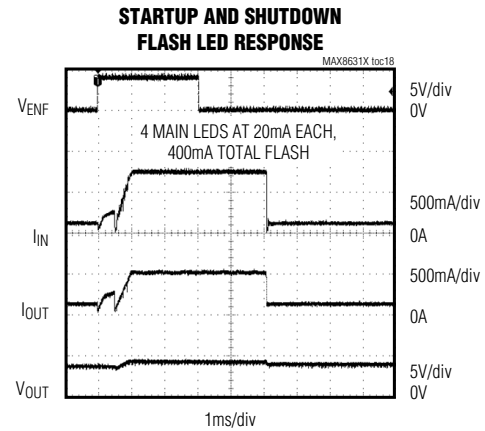 STARTUP AND SHUTDOWN
FLASH LED RESPONSE
MAX8631X toc18
VENF
5V/div
0V
4 MAIN LEDS AT 20mA EACH,
400mA TOTAL FLASH
500mA/div
IIN
0A
500mA/div
IOUT
0A
5V/div
VOUT
0V
1ms/div